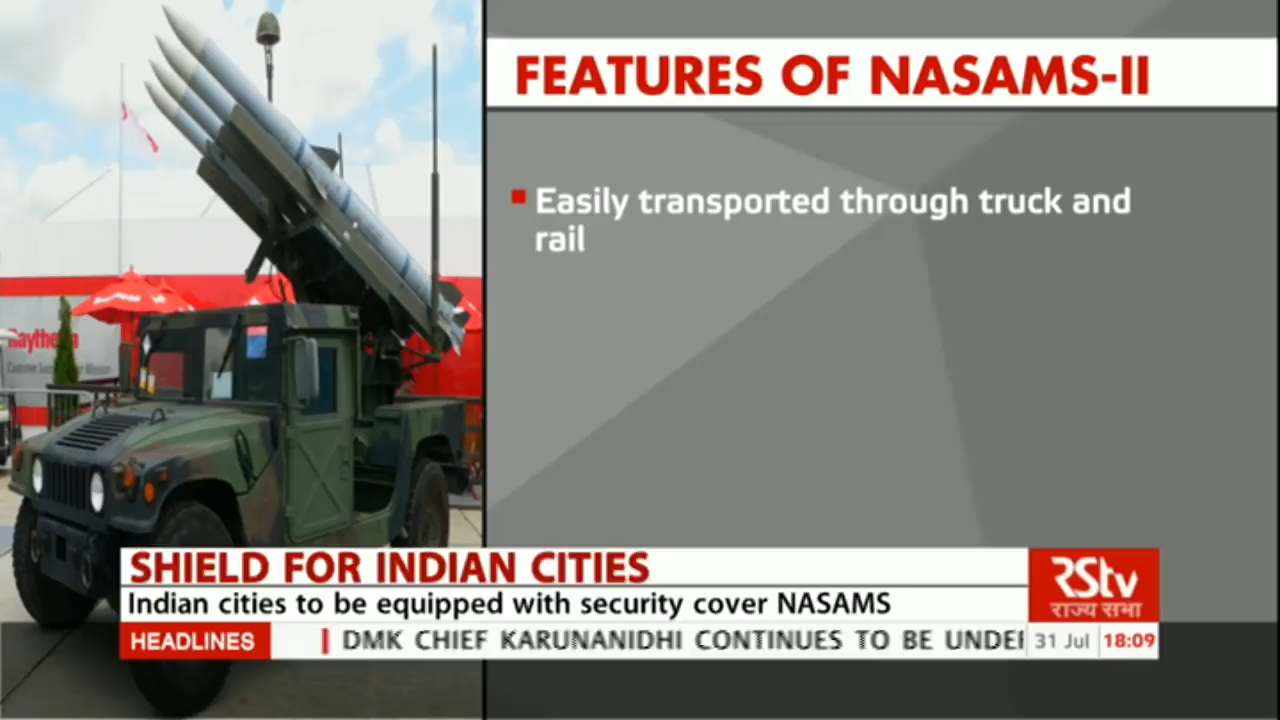 FEATURES OF NASAMS-II
Easily transported through truck and
rail
Raytheon
SHIELD FOR INDIAN CITIES
Indian cities to be equipped with security cover NASAMS
RStv
राज्य सभा
HEADLINES
DMK CHIEF KARUNANIDHI CONTINUES TO BE UNDE
31 Jul
18:09